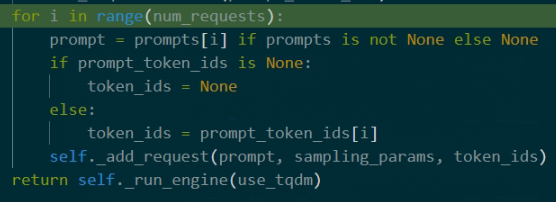 for i in range(num_requests):
    prompt = prompts[i] if prompts is not None else None
    if prompt_token_ids is None:
        token_ids = None
    else:
        token_ids = prompt_token_ids[i]
    self._add_request(prompt, sampling_params, token_ids)
return self._run_engine(use_tqdm)